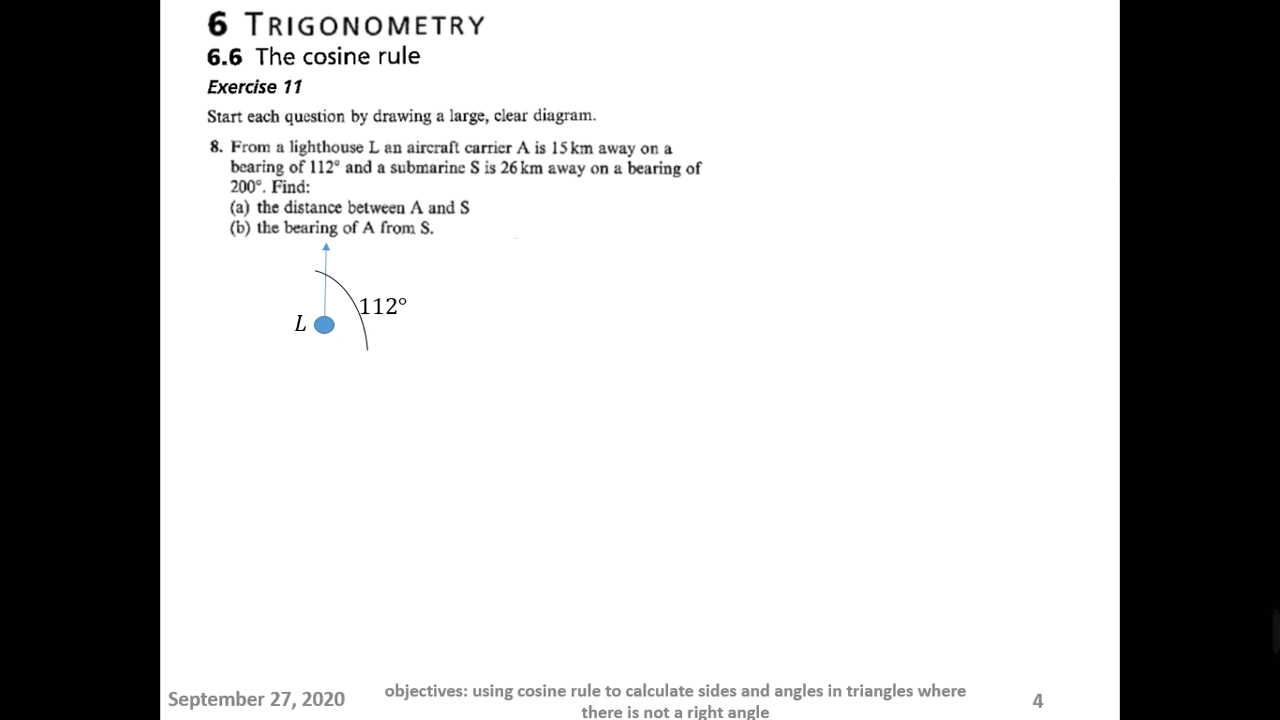 6 TRIGONOMETRY
6.6 The cosine rule
Exercise 11
Start each question by drawing a large, clear diagram.
8. From a lighthouse L an aircraft carrier A is 15 km away on a
bearing of 112° and a submarine S is 26 km away on a bearing of
200°. Find:
(a) the distance between A and S
(b) the bearing of A from S.
112°
L
September 27, 2020
objectives: using cosine rule to calculate sides and angles in triangles where
there is not a right angle
4